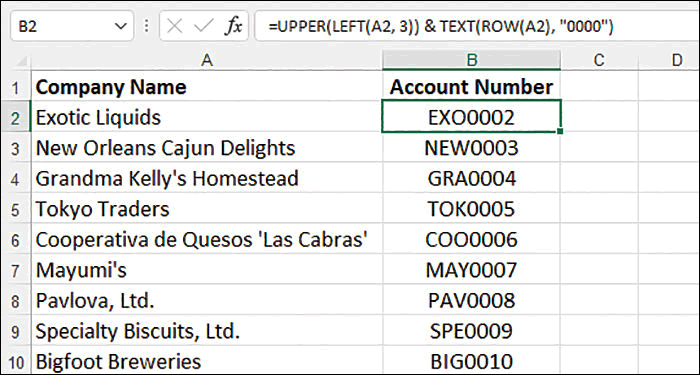 B2 fx =UPPER(LEFT(A2, 3)) & TEXT(ROW(A2), "0000")
A B C D
1 Company Name Account Number
2 Exotic Liquids EXO0002
3 New Orleans Cajun Delights NEW0003
4 Grandma Kelly's Homestead GRA0004
5 Tokyo Traders TOK0005
6 Cooperativa de Quesos 'Las Cabras' COO0006
7 Mayumi's MAY0007
8 Pavlova, Ltd. PAV0008
9 Specialty Biscuits, Ltd. SPE0009
10 Bigfoot Breweries BIG0010